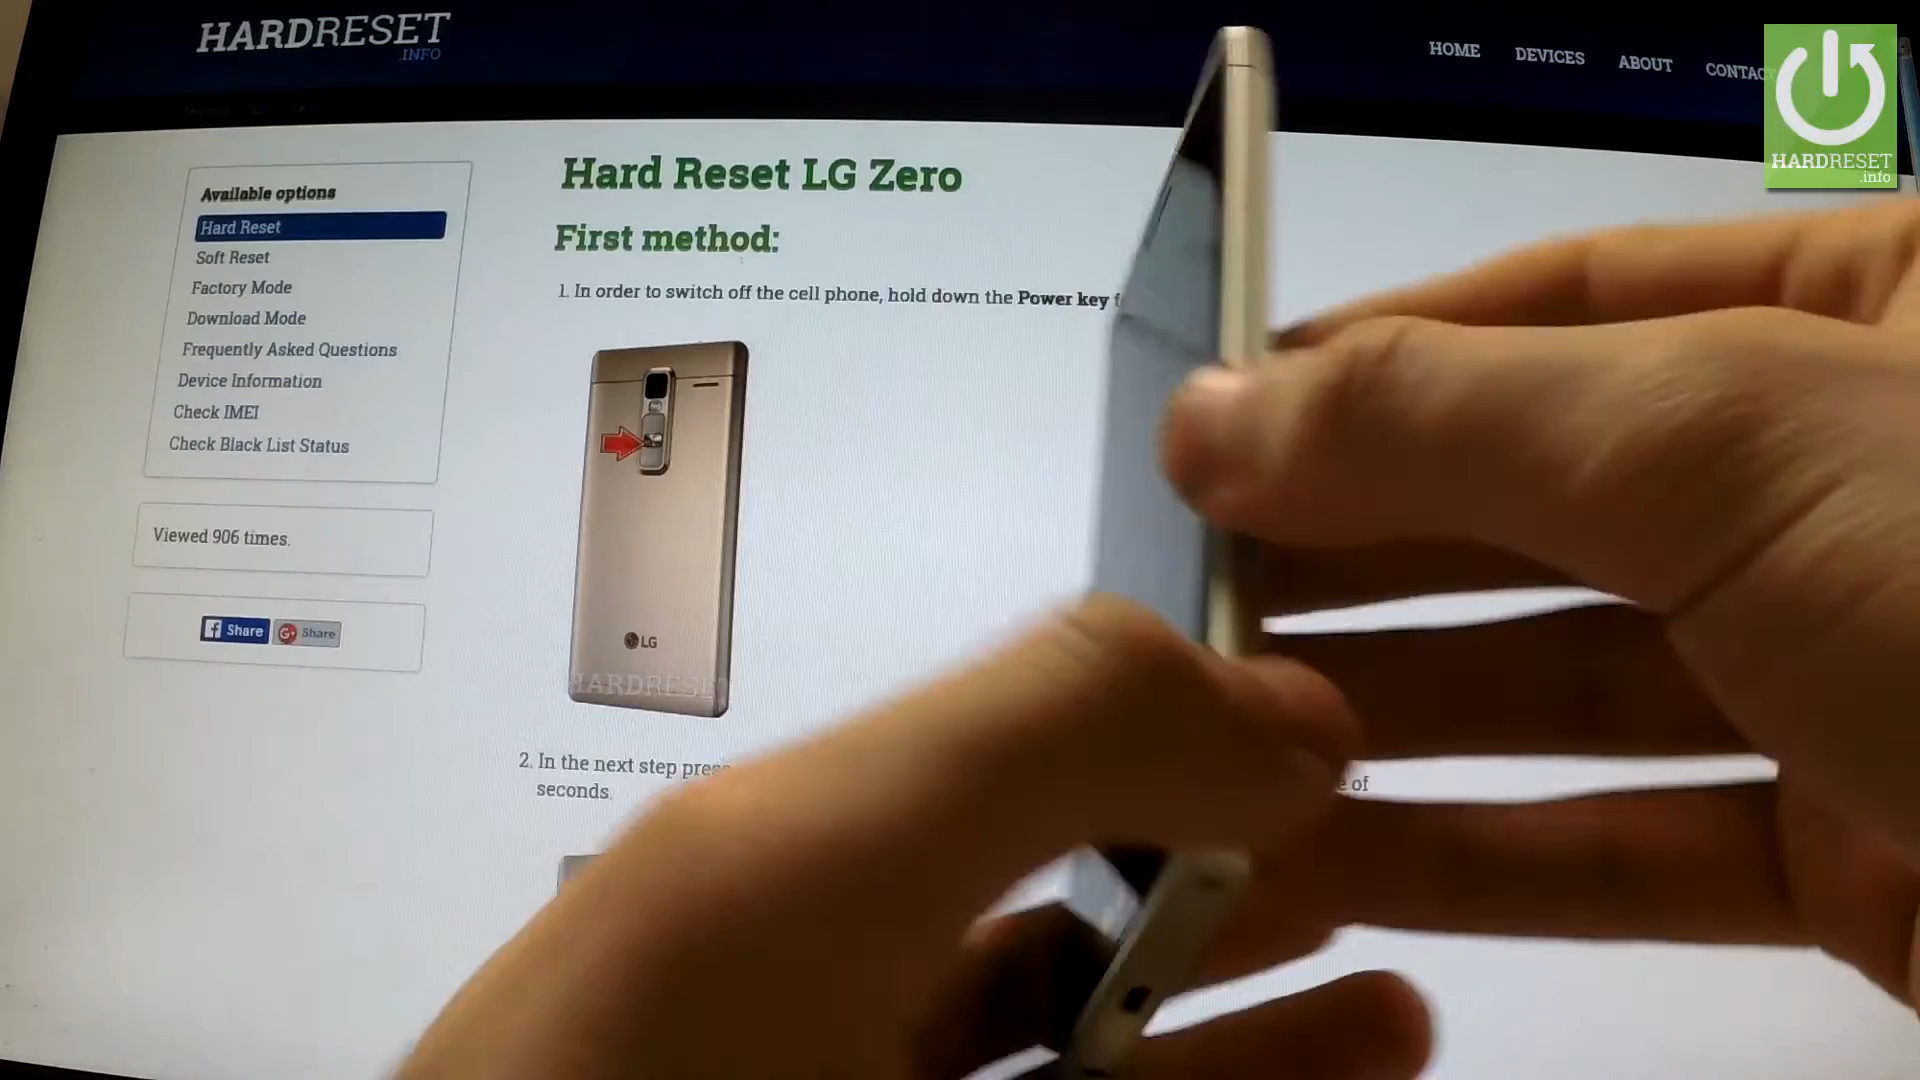 HARDRESET
.INFO
HOME DEVICES ABOUT
HARDRESET
.info
Available options
Hard Reset
Soft Reset
Factory Mode
Download Mode
Frequently Asked Questions
Device Information
Check IMEI
Check Black List Status
Viewed 906 times.
Share Share
Hard Reset LG Zero
First method:
1. In order to switch off the cell phone, hold down the Power key
LG
HARDRESET
2. In the next step press
of
seconds.